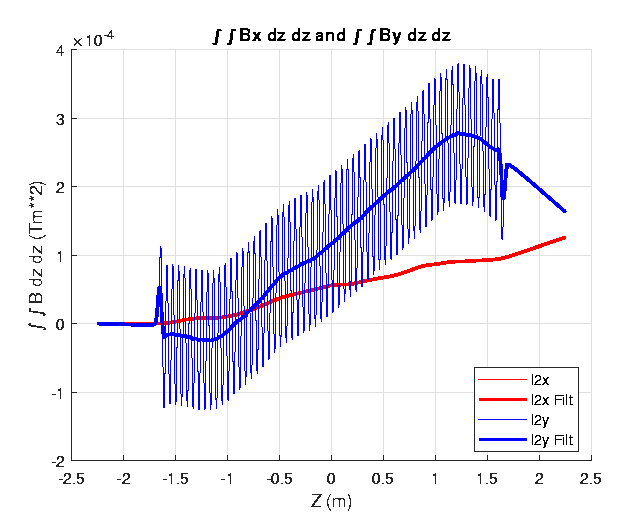 ∫ ∫ Bx dz dz and ∫ ∫ By dz dz
×10⁻⁴
4
3
2
1
0
-1
-2
∫ ∫ B dz dz (Tm**2)
-2.5 -2 -1.5 -1 -0.5 0 0.5 1 1.5 2 2.5
Z (m)
I2x
I2x Filt
I2y
I2y Filt